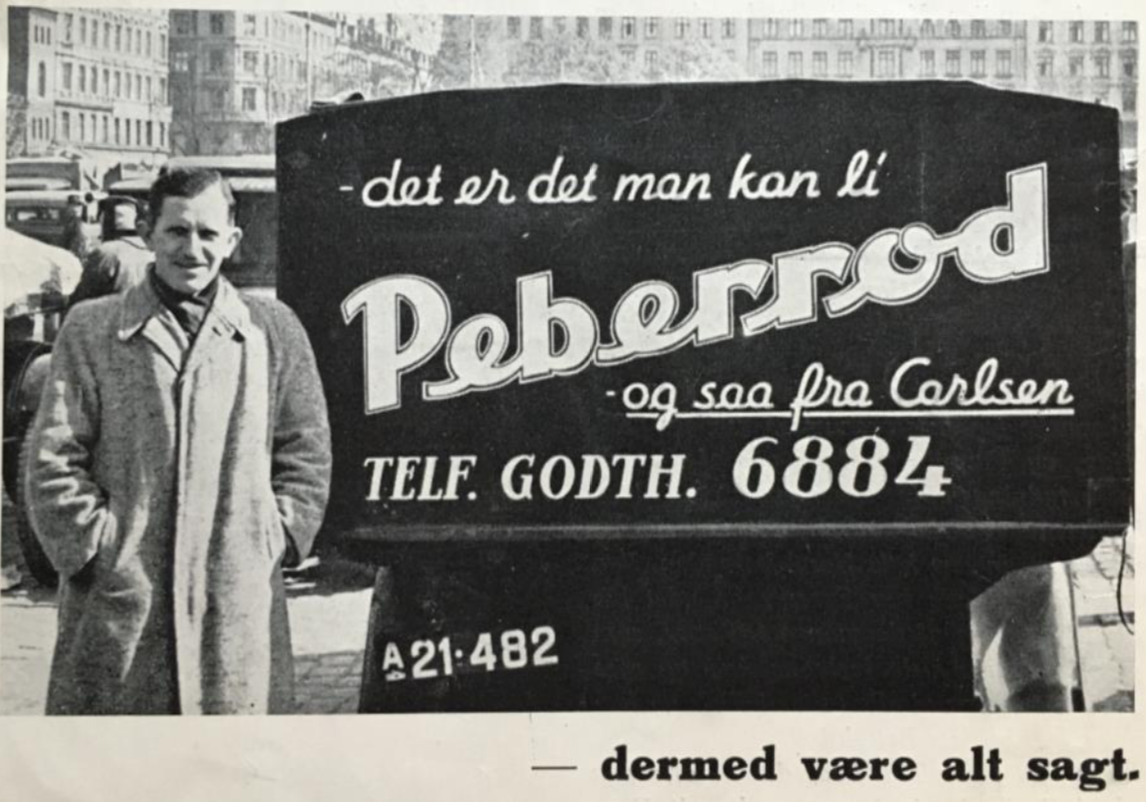 -det er det man kan li'
Peberrod
-og saa fra Carlsen
TELF. GODTH. 6884
A 21·482
— dermed være alt sagt.